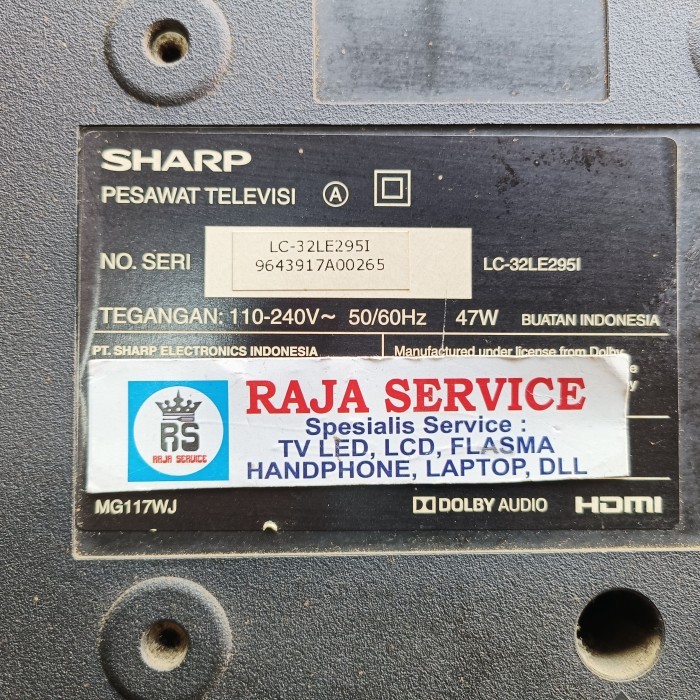 SHARP
PESAWAT TELEVISI A
NO. SERI
LC-32LE295I
9643917A00265
LC-32LE295I
TEGANGAN: 110-240V~ 50/60Hz 47W BUATAN INDONESIA
PT. SHARP ELECTRONICS INDONESIA
Manufactured under license from Dolby
RS
RAJA SERVICE
RAJA SERVICE
Spesialis Service :
TV LED, LCD, FLASMA
HANDPHONE, LAPTOP, DLL
MG117WJ
DOLBY AUDIO
HDMI